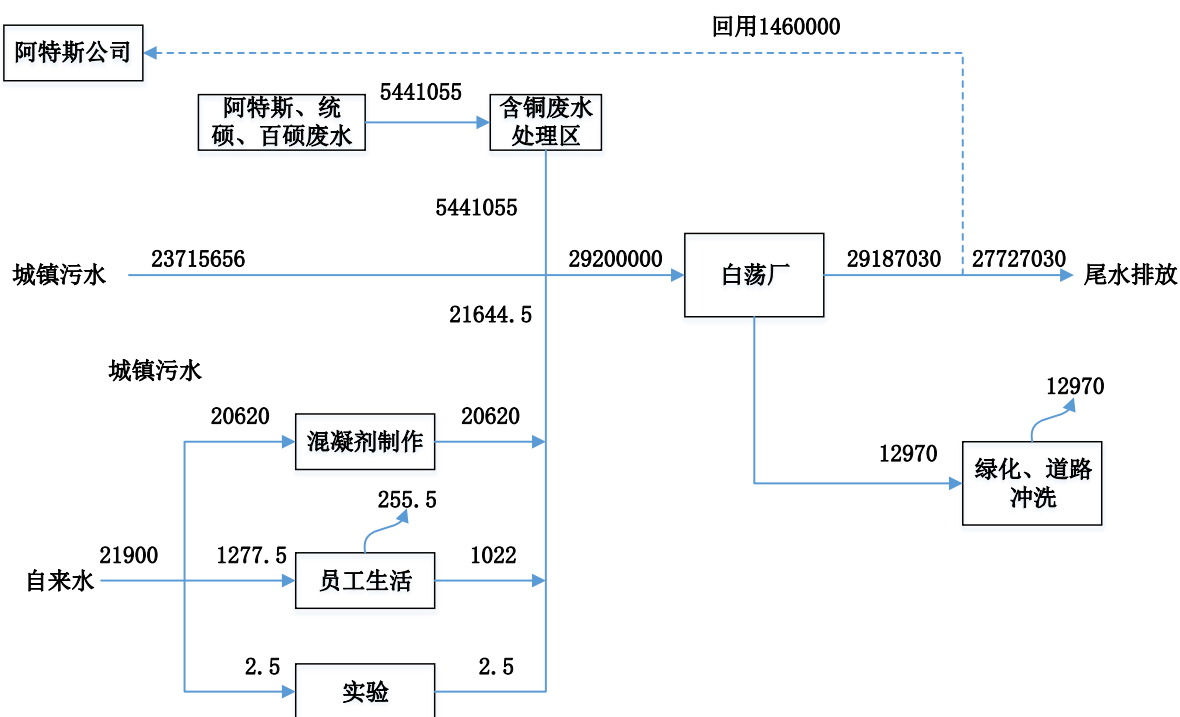 回用1460000
阿特斯公司
5441055
阿特斯、统
硕、百硕废水
含铜废水
处理区
5441055
城镇污水
23715656
29200000
白荡厂
29187030
27727030
尾水排放
21644.5
城镇污水
12970
20620
混凝剂制作
20620
12970
绿化、道路
冲洗
255.5
自来水
21900
1277.5
员工生活
1022
2.5
实验
2.5